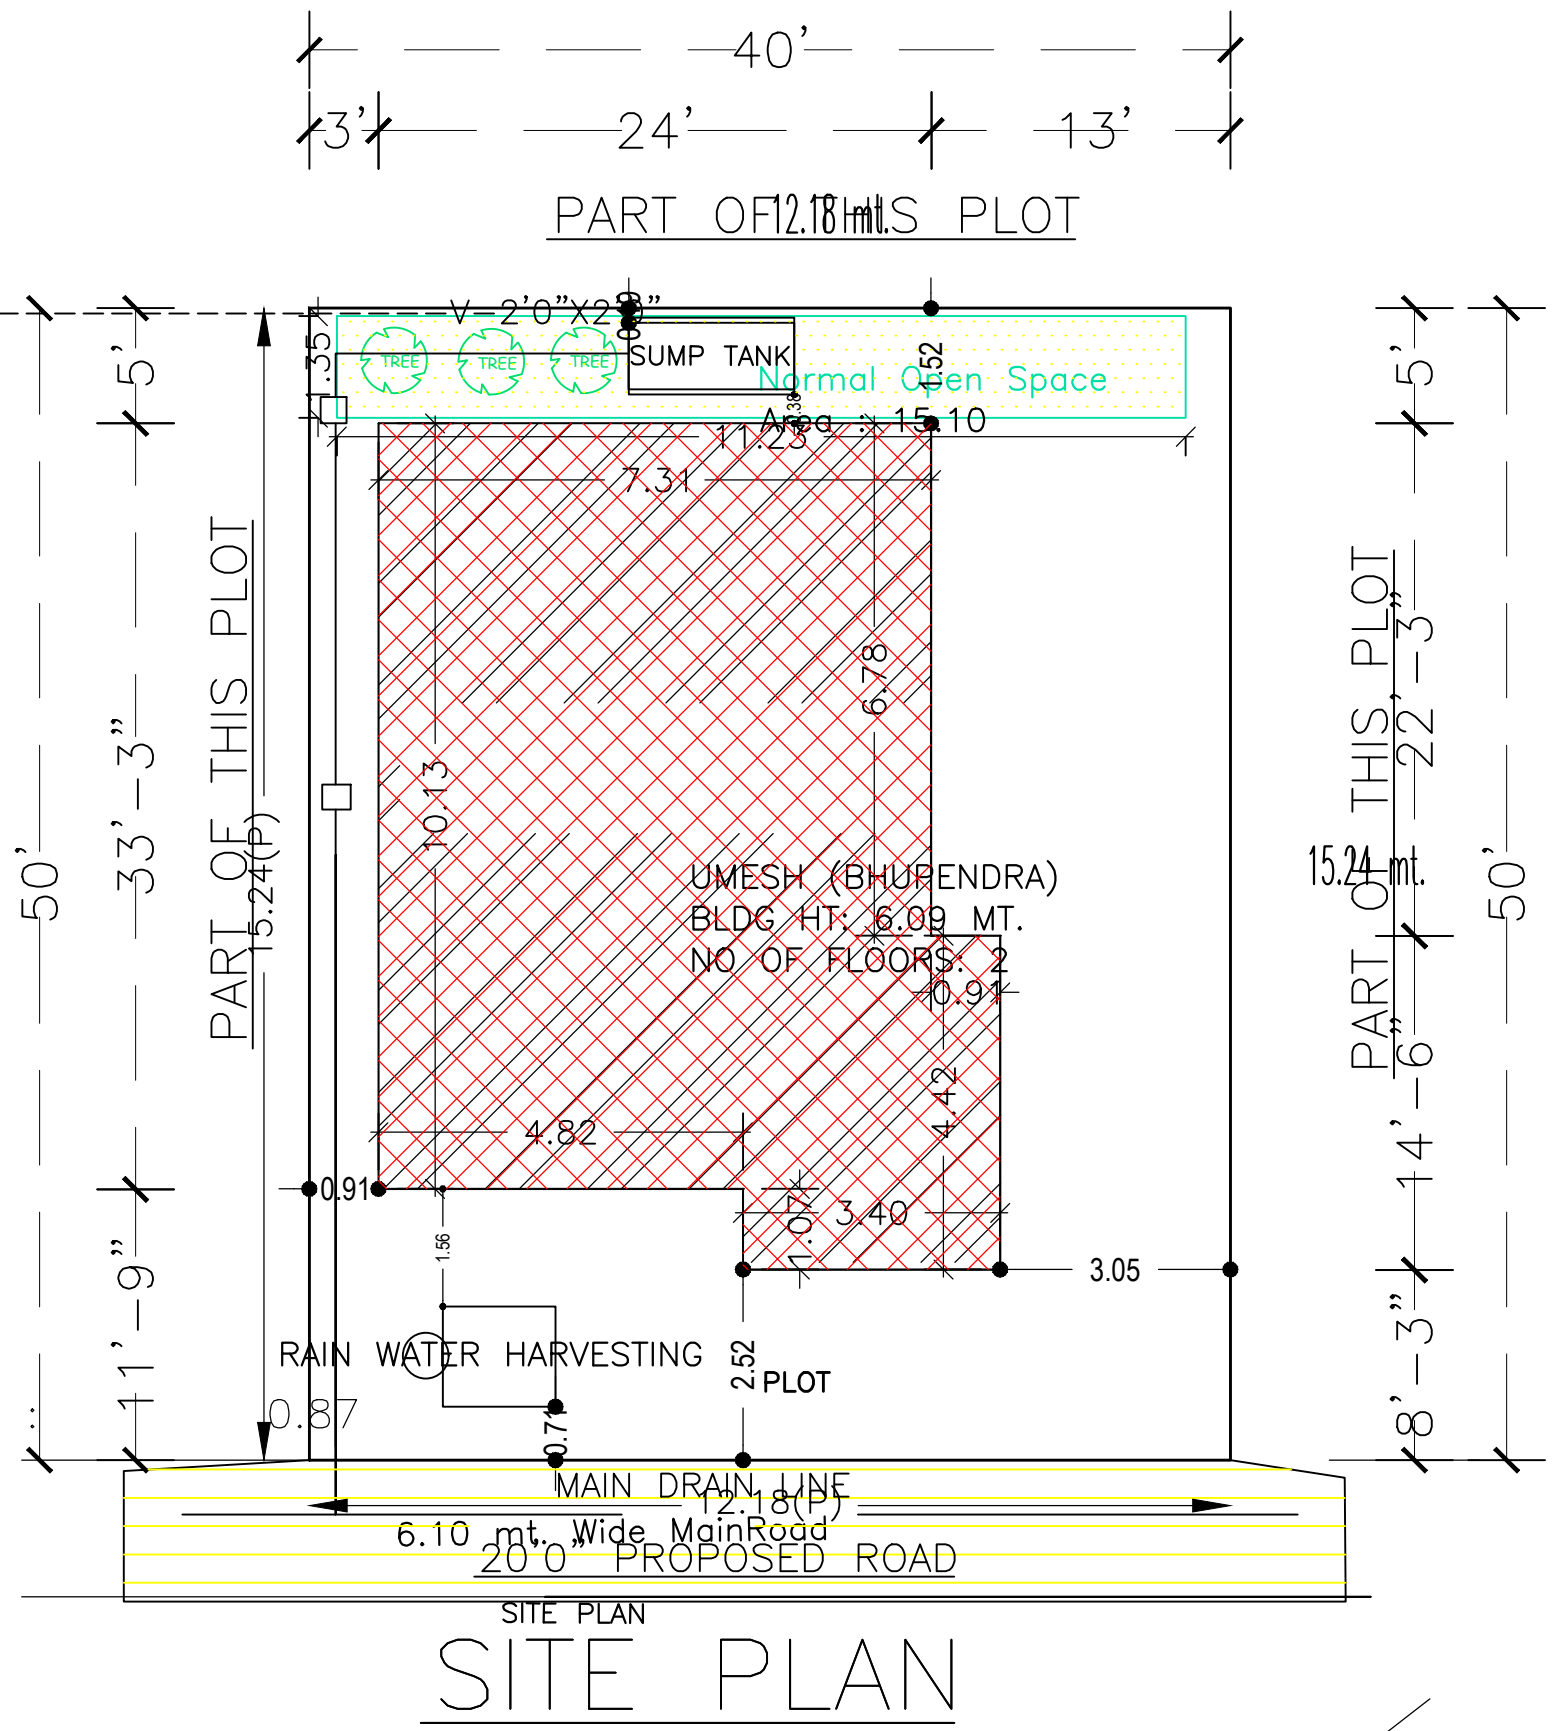 40'
3'
24'
13'
PART OF THIS PLOT
12.18 mt.
V 2'0"X2'0"
SUMP TANK
TREE
TREE
TREE
1.35
1.52
Normal Open Space
Area : 15.10
11.25
7.31
5'
5'
33'-3"
22'-3"
50'
50'
PART OF THIS PLOT
15.24(P)
PART OF THIS PLOT
15.24 mt.
6.78
10.13
UMESH (BHUPENDRA)
BLDG HT: 6.09 MT.
NO OF FLOORS: 2
0.91
4.42
14'-6"
4.82
0.91
1.07
3.40
1.56
3.05
11'-9"
8'-3"
RAIN WATER HARVESTING
2.52
PLOT
0.87
0.71
MAIN DRAIN LINE
12.18(P)
6.10 mt. Wide MainRoad
20'0" PROPOSED ROAD
SITE PLAN
SITE PLAN